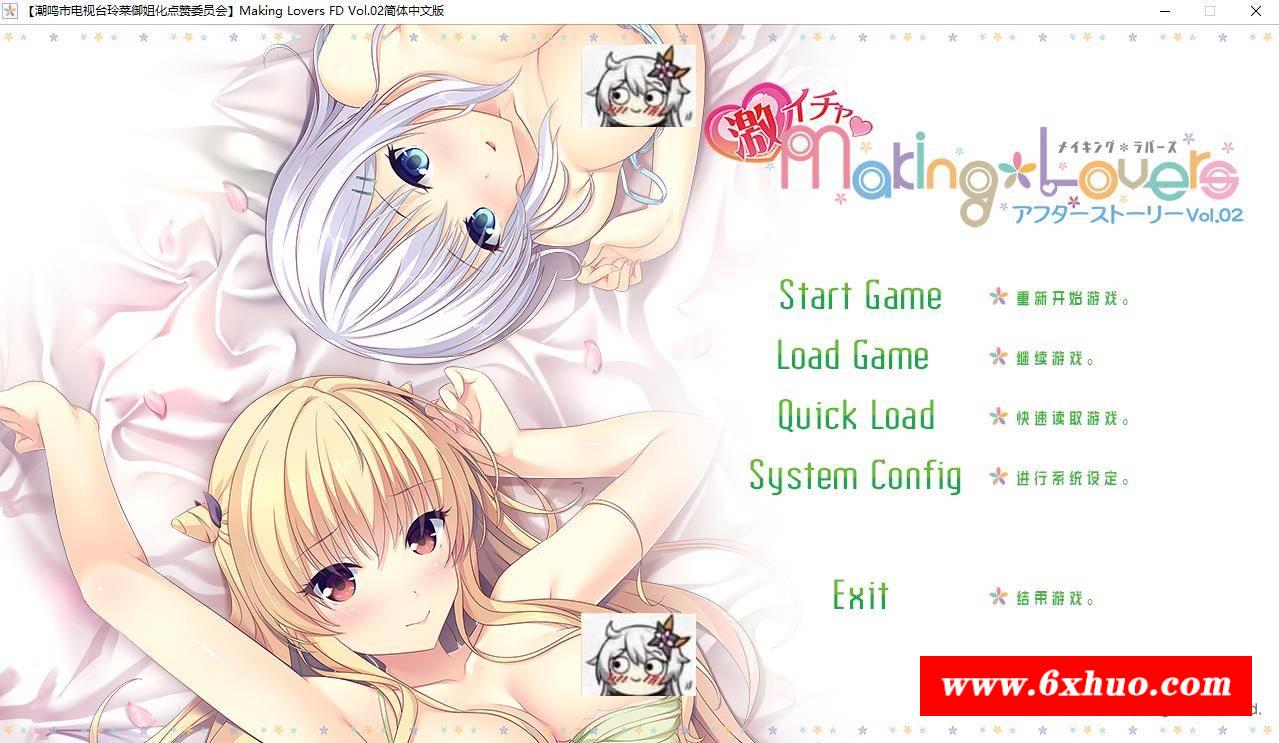 【潮鸣市电视台玲菜御姐化点赞委员会】Making Lovers FD Vol.02简体中文版
激イチャ
メイキング*ラバーズ
Making*Lovers
アフターストーリー Vol.02
Start Game 重新开始游戏。
Load Game 继续游戏。
Quick Load 快速读取游戏。
System Config 进行系统设定。
Exit 结束游戏。
www.6xhuo.com